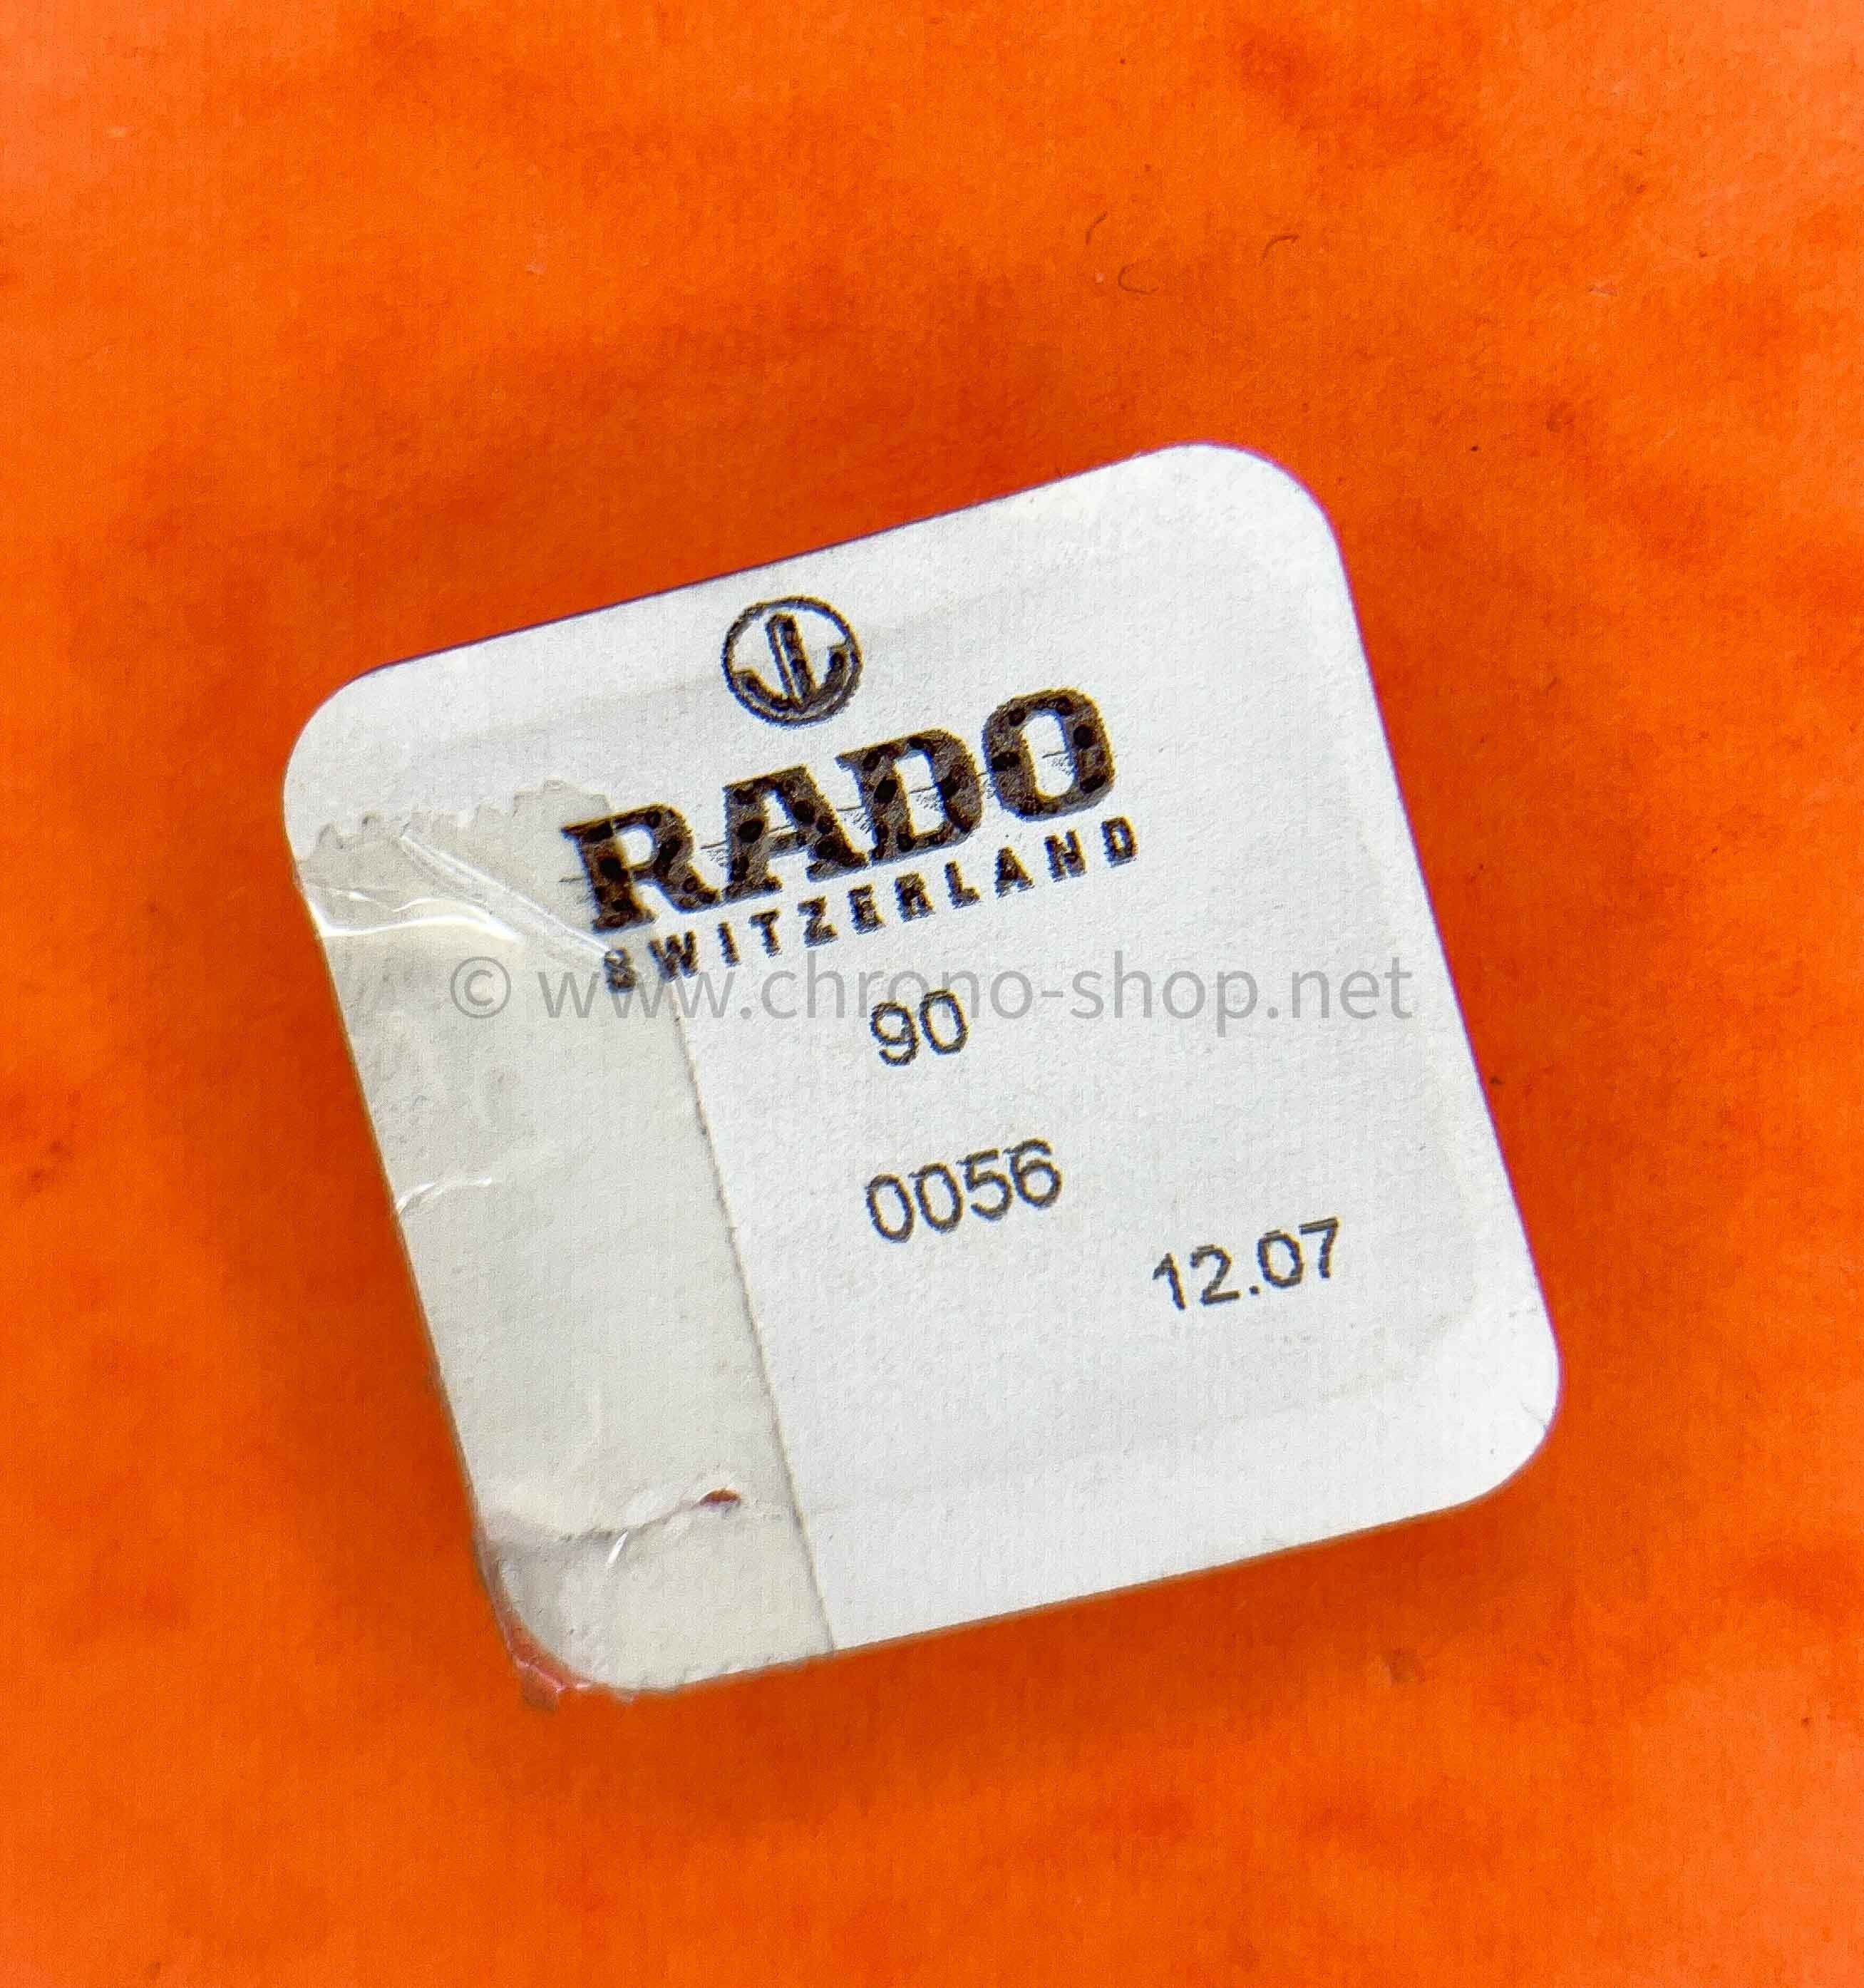 RADO
SWITZERLAND
© www.chrono-shop.net
90
0056
12.07